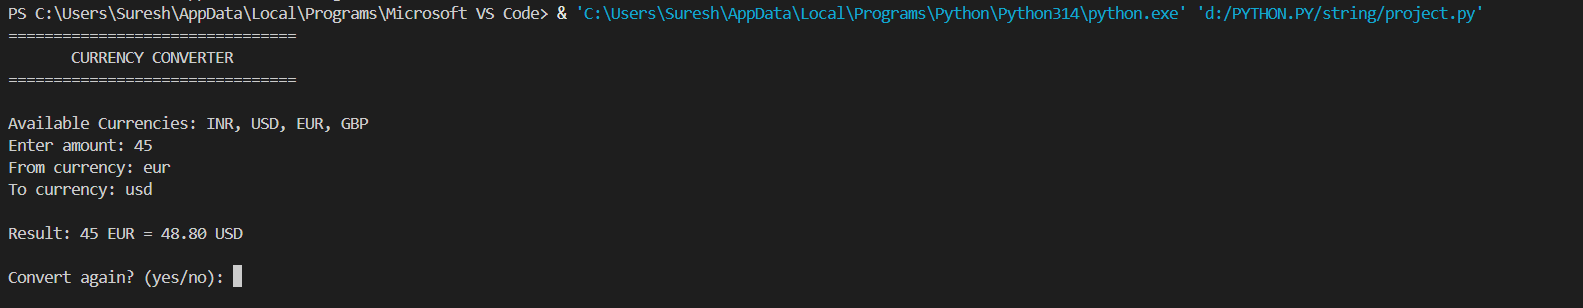 PS C:\Users\Suresh\AppData\Local\Programs\Microsoft VS Code> & 'C:\Users\Suresh\AppData\Local\Programs\Python\Python314\python.exe' 'd:/PYTHON.PY/string/project.py'
================================
CURRENCY CONVERTER
================================
Available Currencies: INR, USD, EUR, GBP
Enter amount: 45
From currency: eur
To currency: usd
Result: 45 EUR = 48.80 USD
Convert again? (yes/no):